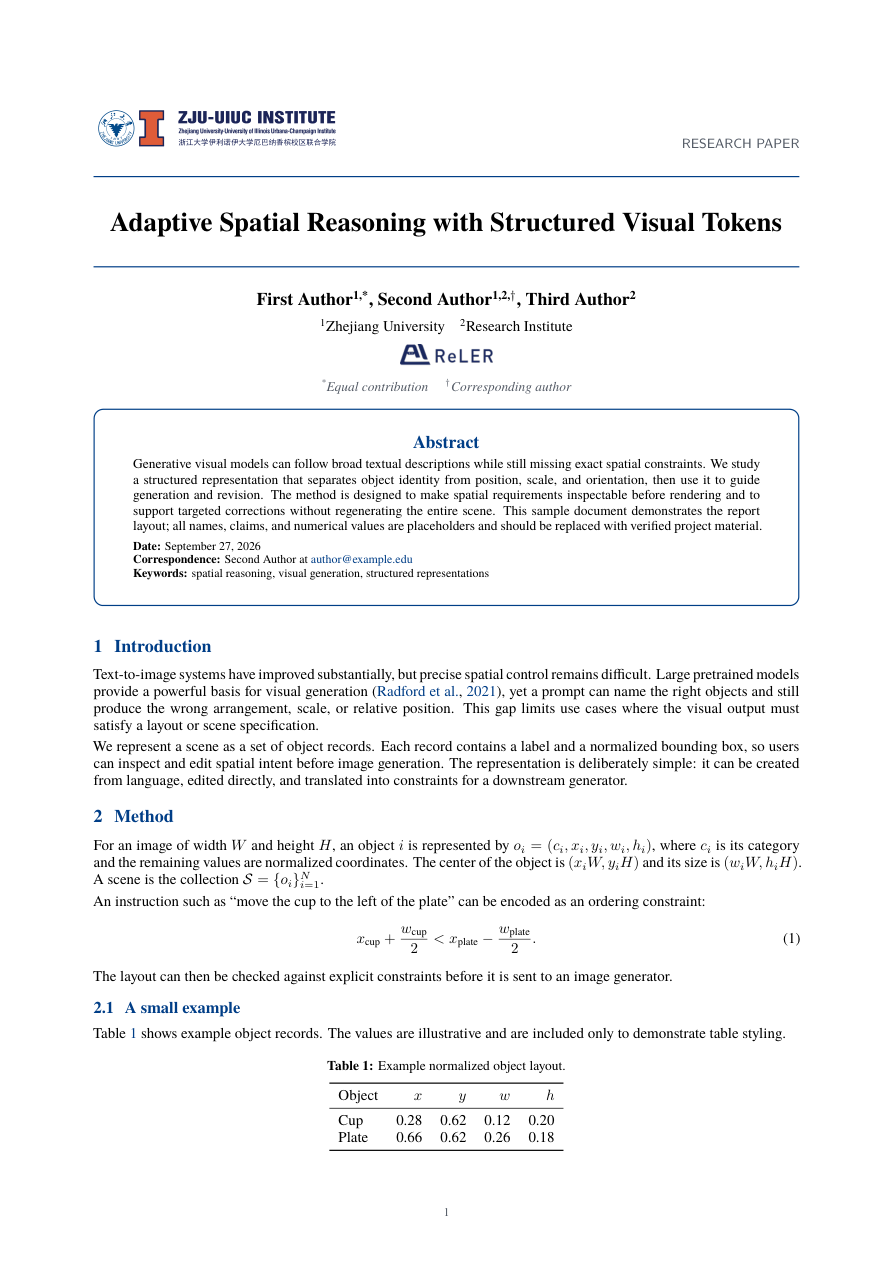 ZJU-UIUC INSTITUTE
Zhejiang University-University of Illinois Urbana-Champaign Institute
浙江大学伊利诺伊大学厄巴纳香槟校区联合学院
RESEARCH PAPER
Adaptive Spatial Reasoning with Structured Visual Tokens
First Author¹,*, Second Author¹,²,†, Third Author²
¹Zhejiang University ²Research Institute
ReLER
*Equal contribution †Corresponding author
Abstract
Generative visual models can follow broad textual descriptions while still missing exact spatial constraints. We study
a structured representation that separates object identity from position, scale, and orientation, then use it to guide
generation and revision. The method is designed to make spatial requirements inspectable before rendering and to
support targeted corrections without regenerating the entire scene. This sample document demonstrates the report
layout; all names, claims, and numerical values are placeholders and should be replaced with verified project material.
Date: September 27, 2026
Correspondence: Second Author at author@example.edu
Keywords: spatial reasoning, visual generation, structured representations
1 Introduction
Text-to-image systems have improved substantially, but precise spatial control remains difficult. Large pretrained models
provide a powerful basis for visual generation (Radford et al., 2021), yet a prompt can name the right objects and still
produce the wrong arrangement, scale, or relative position. This gap limits use cases where the visual output must
satisfy a layout or scene specification.
We represent a scene as a set of object records. Each record contains a label and a normalized bounding box, so users
can inspect and edit spatial intent before image generation. The representation is deliberately simple: it can be created
from language, edited directly, and translated into constraints for a downstream generator.
2 Method
For an image of width W and height H, an object i is represented by oᵢ = (cᵢ, xᵢ, yᵢ, wᵢ, hᵢ), where cᵢ is its category
and the remaining values are normalized coordinates. The center of the object is (xᵢW, yᵢH) and its size is (wᵢW, hᵢH).
A scene is the collection S = {oᵢ}ᵢ₌₁ᴺ.
An instruction such as “move the cup to the left of the plate” can be encoded as an ordering constraint:
x_cup + w_cup/2 < x_plate − w_plate/2. (1)
The layout can then be checked against explicit constraints before it is sent to an image generator.
2.1 A small example
Table 1 shows example object records. The values are illustrative and are included only to demonstrate table styling.
Table 1: Example normalized object layout.
Object x y w h
Cup 0.28 0.62 0.12 0.20
Plate 0.66 0.62 0.26 0.18
1